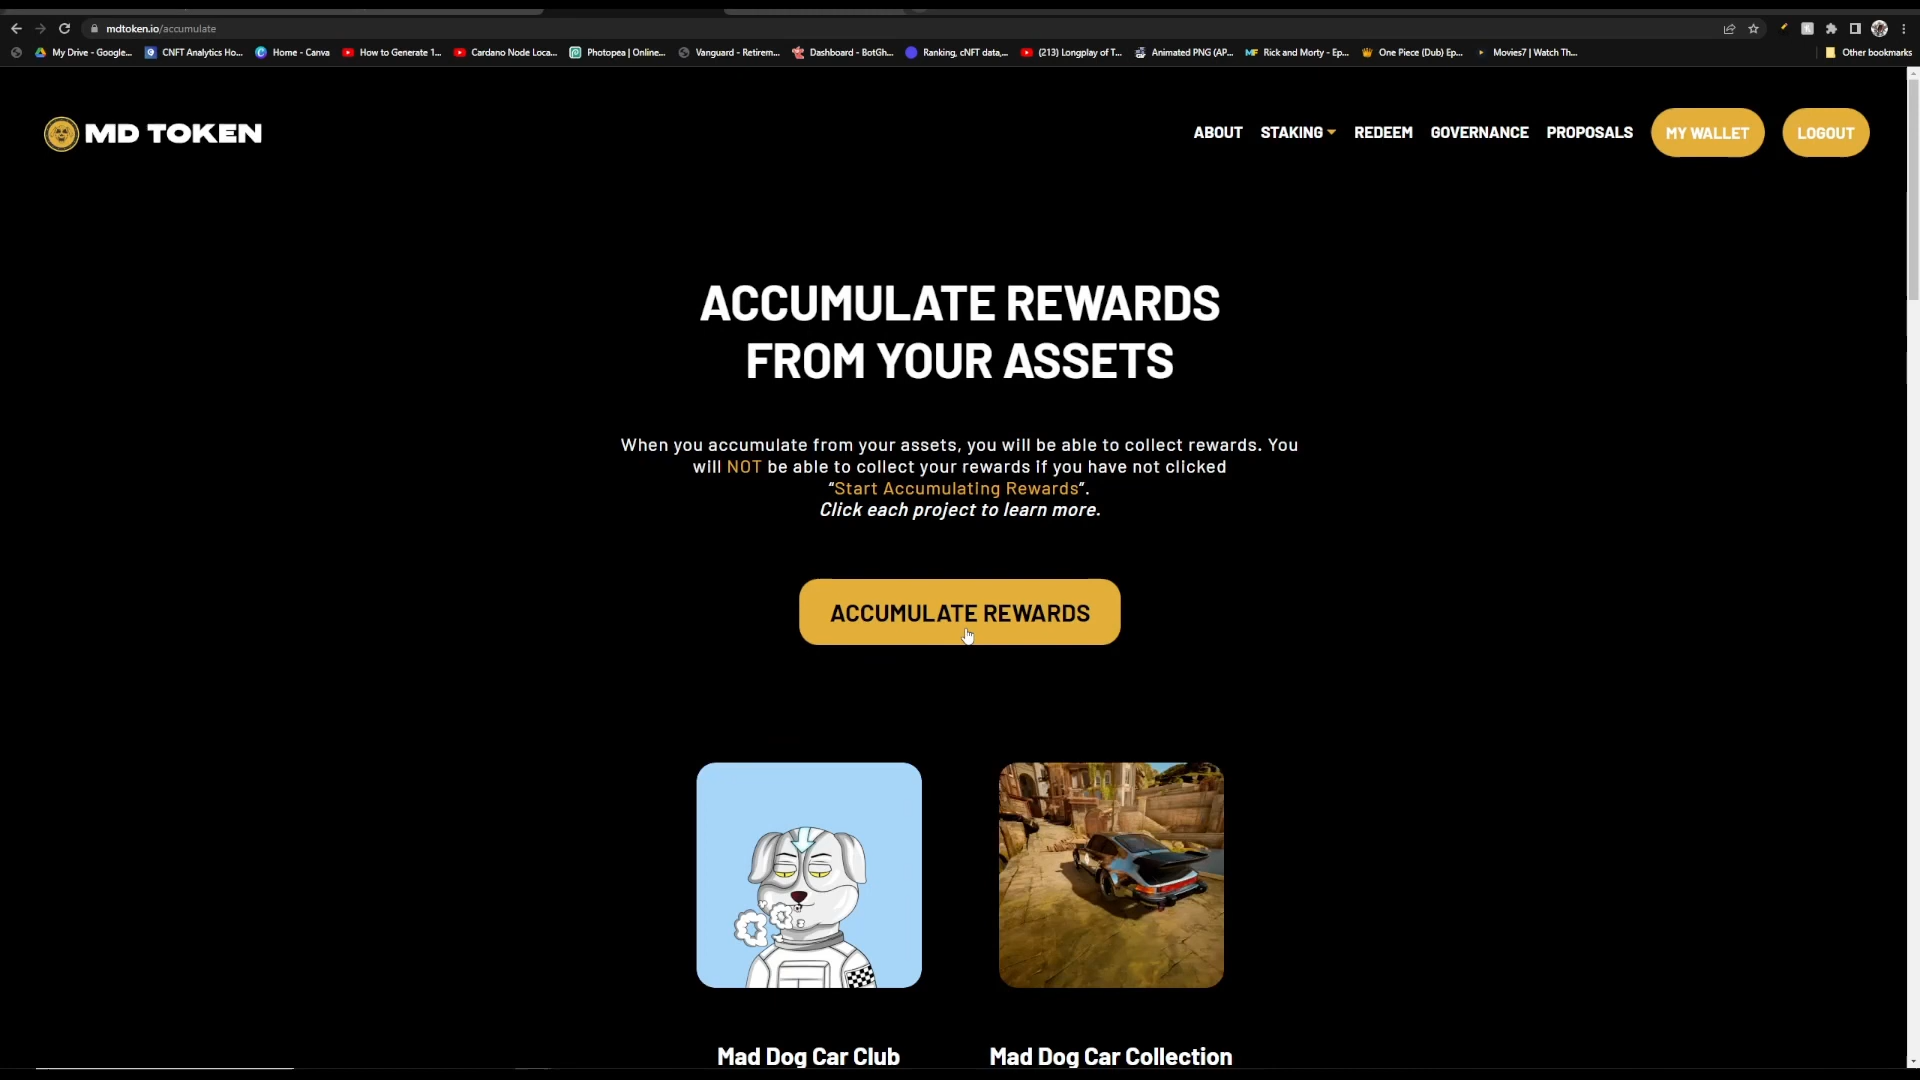 mdtoken.io/accumulate
My Drive - Google... CNFT Analytics Ho... Home - Canva How to Generate 1... Cardano Node Loca... Photopea | Online... Vanguard - Retirem... Dashboard - BotGh... Ranking, cNFT data,... (213) Longplay of T... Animated PNG (AP... Rick and Morty - Ep... One Piece (Dub) Ep... Movies7 | Watch Th... Other bookmarks
MD TOKEN ABOUT STAKING REDEEM GOVERNANCE PROPOSALS MY WALLET LOGOUT
ACCUMULATE REWARDS
FROM YOUR ASSETS
When you accumulate from your assets, you will be able to collect rewards. You
will NOT be able to collect your rewards if you have not clicked
"Start Accumulating Rewards".
Click each project to learn more.
ACCUMULATE REWARDS
Mad Dog Car Club Mad Dog Car Collection